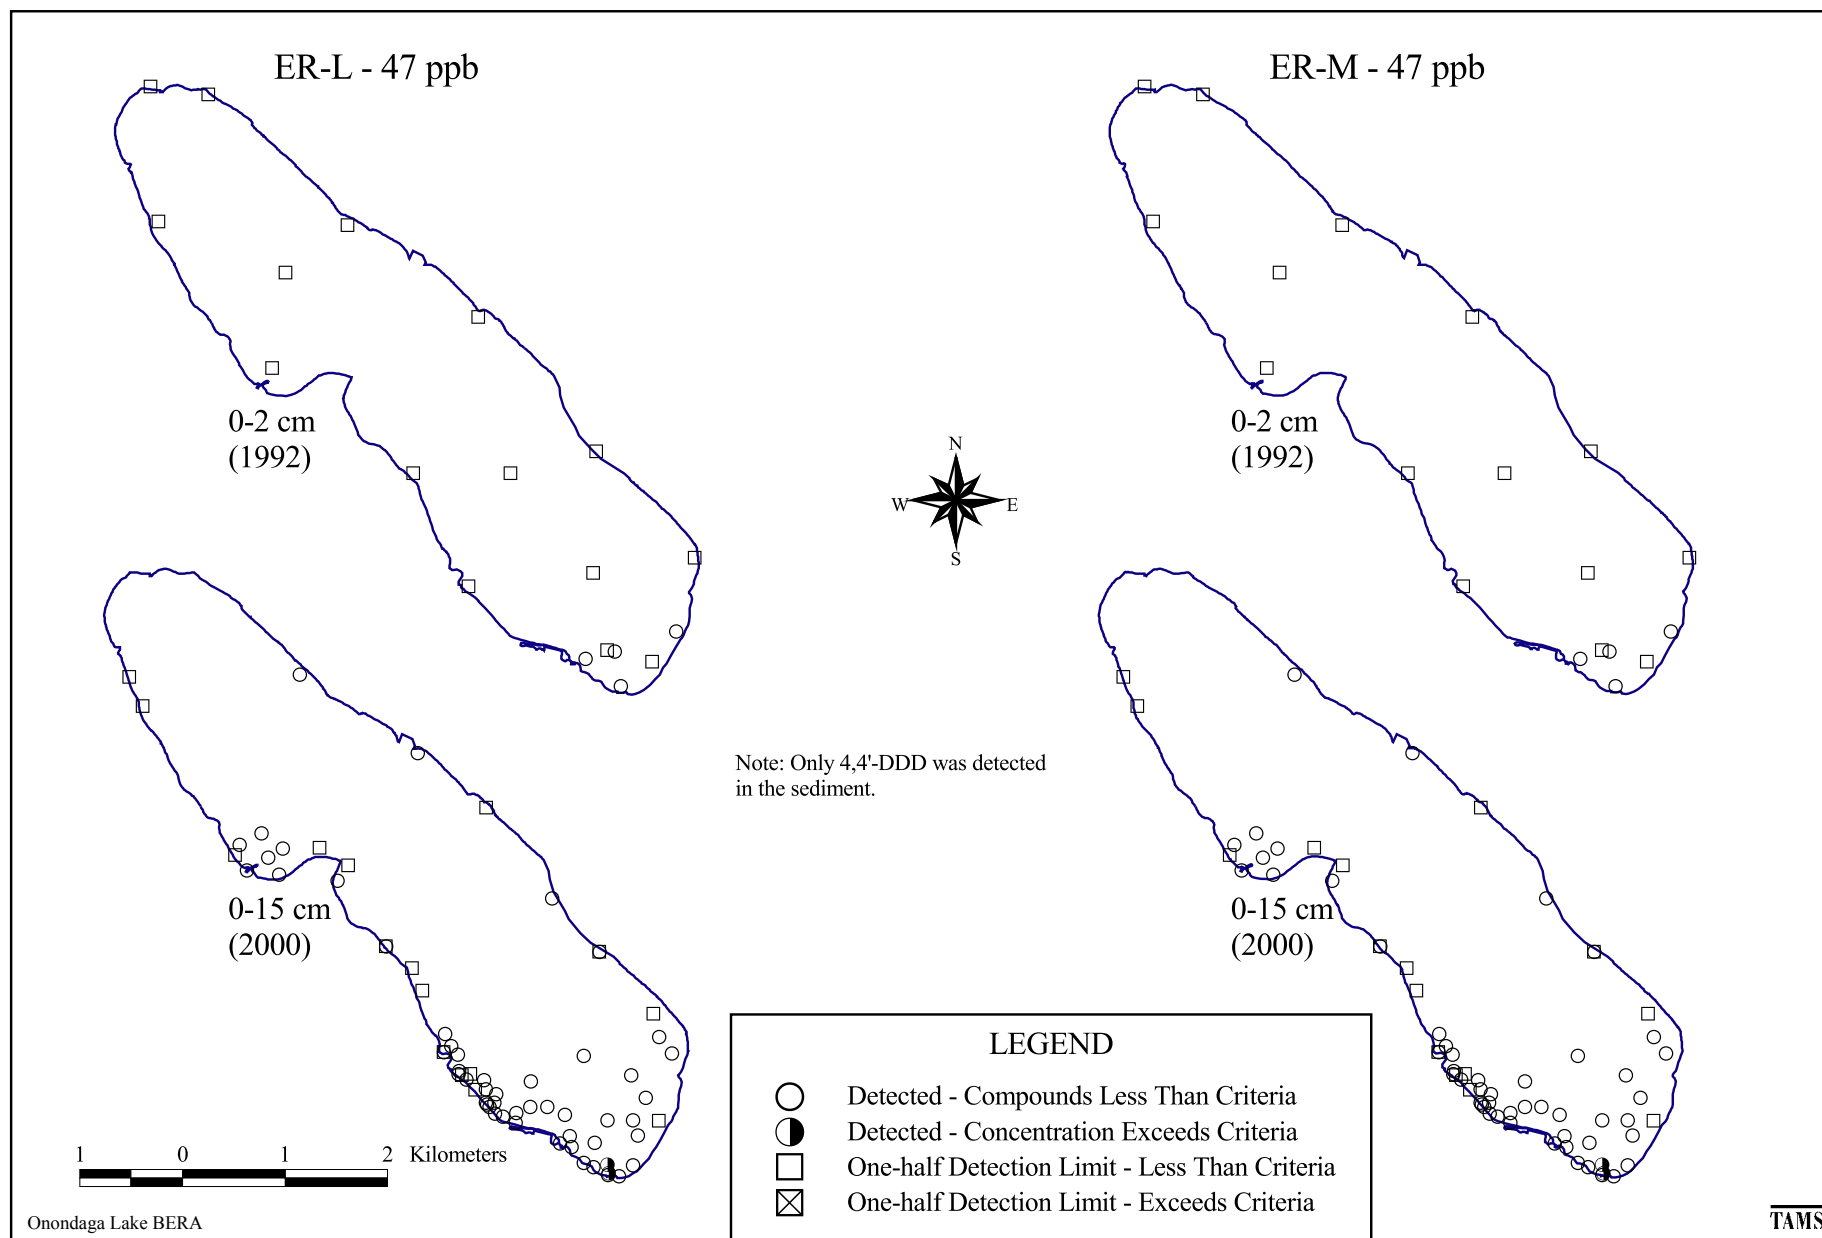 ER-L - 47 ppb
ER-M - 47 ppb
0-2 cm
(1992)
0-2 cm
(1992)
N
W E
S
Note: Only 4,4'-DDD was detected
in the sediment.
0-15 cm
(2000)
0-15 cm
(2000)
LEGEND
Detected - Compounds Less Than Criteria
Detected - Concentration Exceeds Criteria
One-half Detection Limit - Less Than Criteria
One-half Detection Limit - Exceeds Criteria
1 0 1 2 Kilometers
Onondaga Lake BERA
TAMS